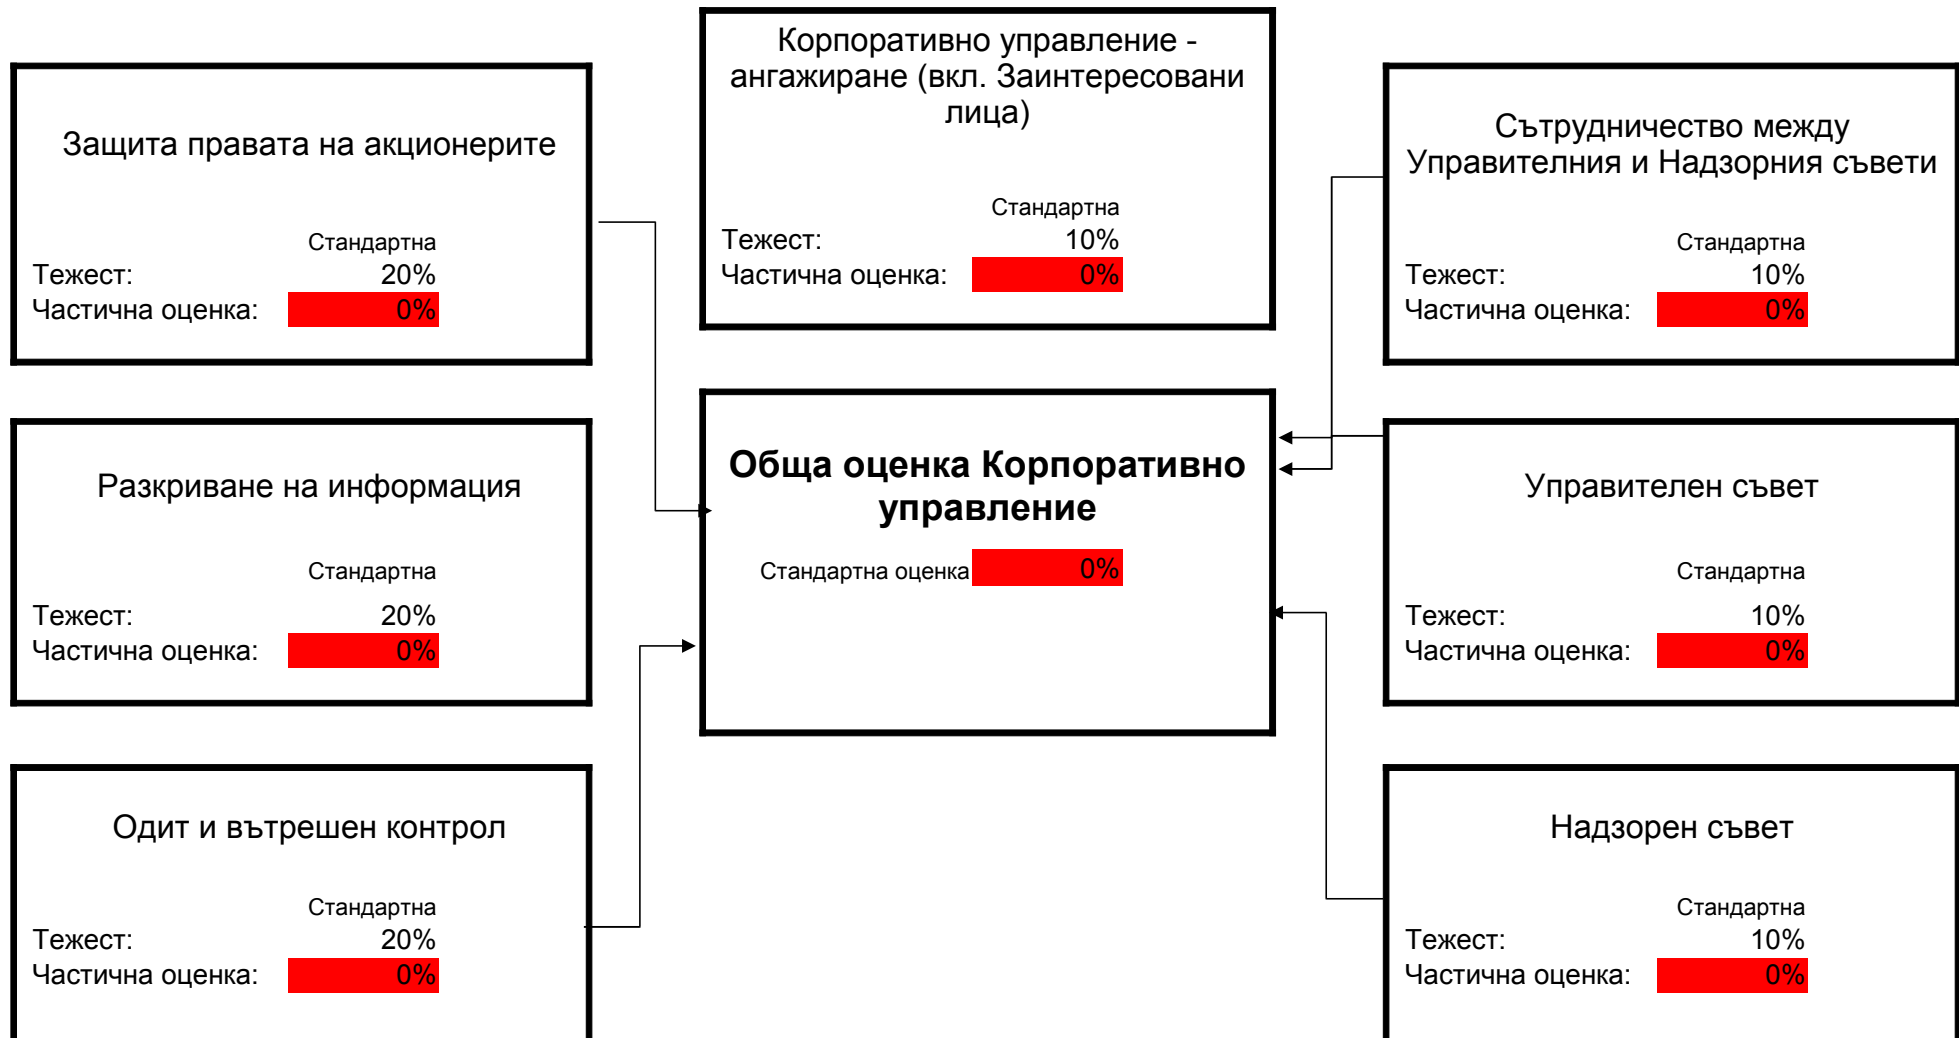 Корпоративно управление -
ангажиране (вкл. Заинтересовани
лица)
Стандартна
Тежест: 10%
Частична оценка: 0%
Защита правата на акционерите
Стандартна
Тежест: 20%
Частична оценка: 0%
Сътрудничество между
Управителния и Надзорния съвети
Стандартна
Тежест: 10%
Частична оценка: 0%
Разкриване на информация
Стандартна
Тежест: 20%
Частична оценка: 0%
Обща оценка Корпоративно
управление
Стандартна оценка 0%
Управителен съвет
Стандартна
Тежест: 10%
Частична оценка: 0%
Одит и вътрешен контрол
Стандартна
Тежест: 20%
Частична оценка: 0%
Надзорен съвет
Стандартна
Тежест: 10%
Частична оценка: 0%